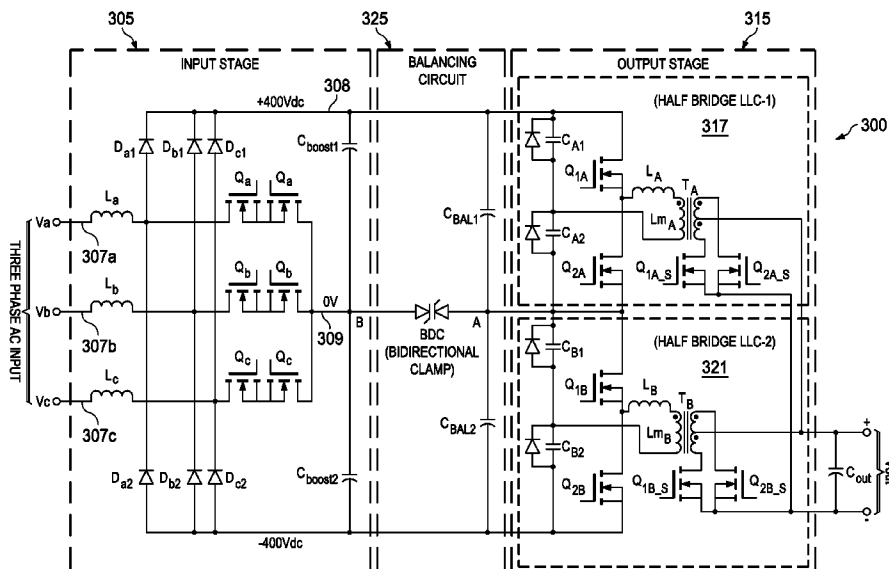 305
325
315
INPUT STAGE
BALANCING CIRCUIT
OUTPUT STAGE
300
+400Vdc
308
(HALF BRIDGE LLC-1)
317
Da1
Db1
Dc1
Cboost1
CA1
Q1A
LA
TA
LmA
La
Qa
Qa
Va
307a
CBAL1
CA2
Q2A
Q1A_S
Q2A_S
THREE PHASE AC INPUT
Lb
Qb
Qb
Vb
307b
0V
309
B
A
BDC
(BIDIRECTIONAL
CLAMP)
CB1
(HALF BRIDGE LLC-2)
321
Lc
Qc
Qc
Vc
307c
Q1B
LB
TB
LmB
CBAL2
CB2
Da2
Db2
Dc2
Cboost2
Q2B
Q1B_S
Q2B_S
+
Cout
-
-400Vdc